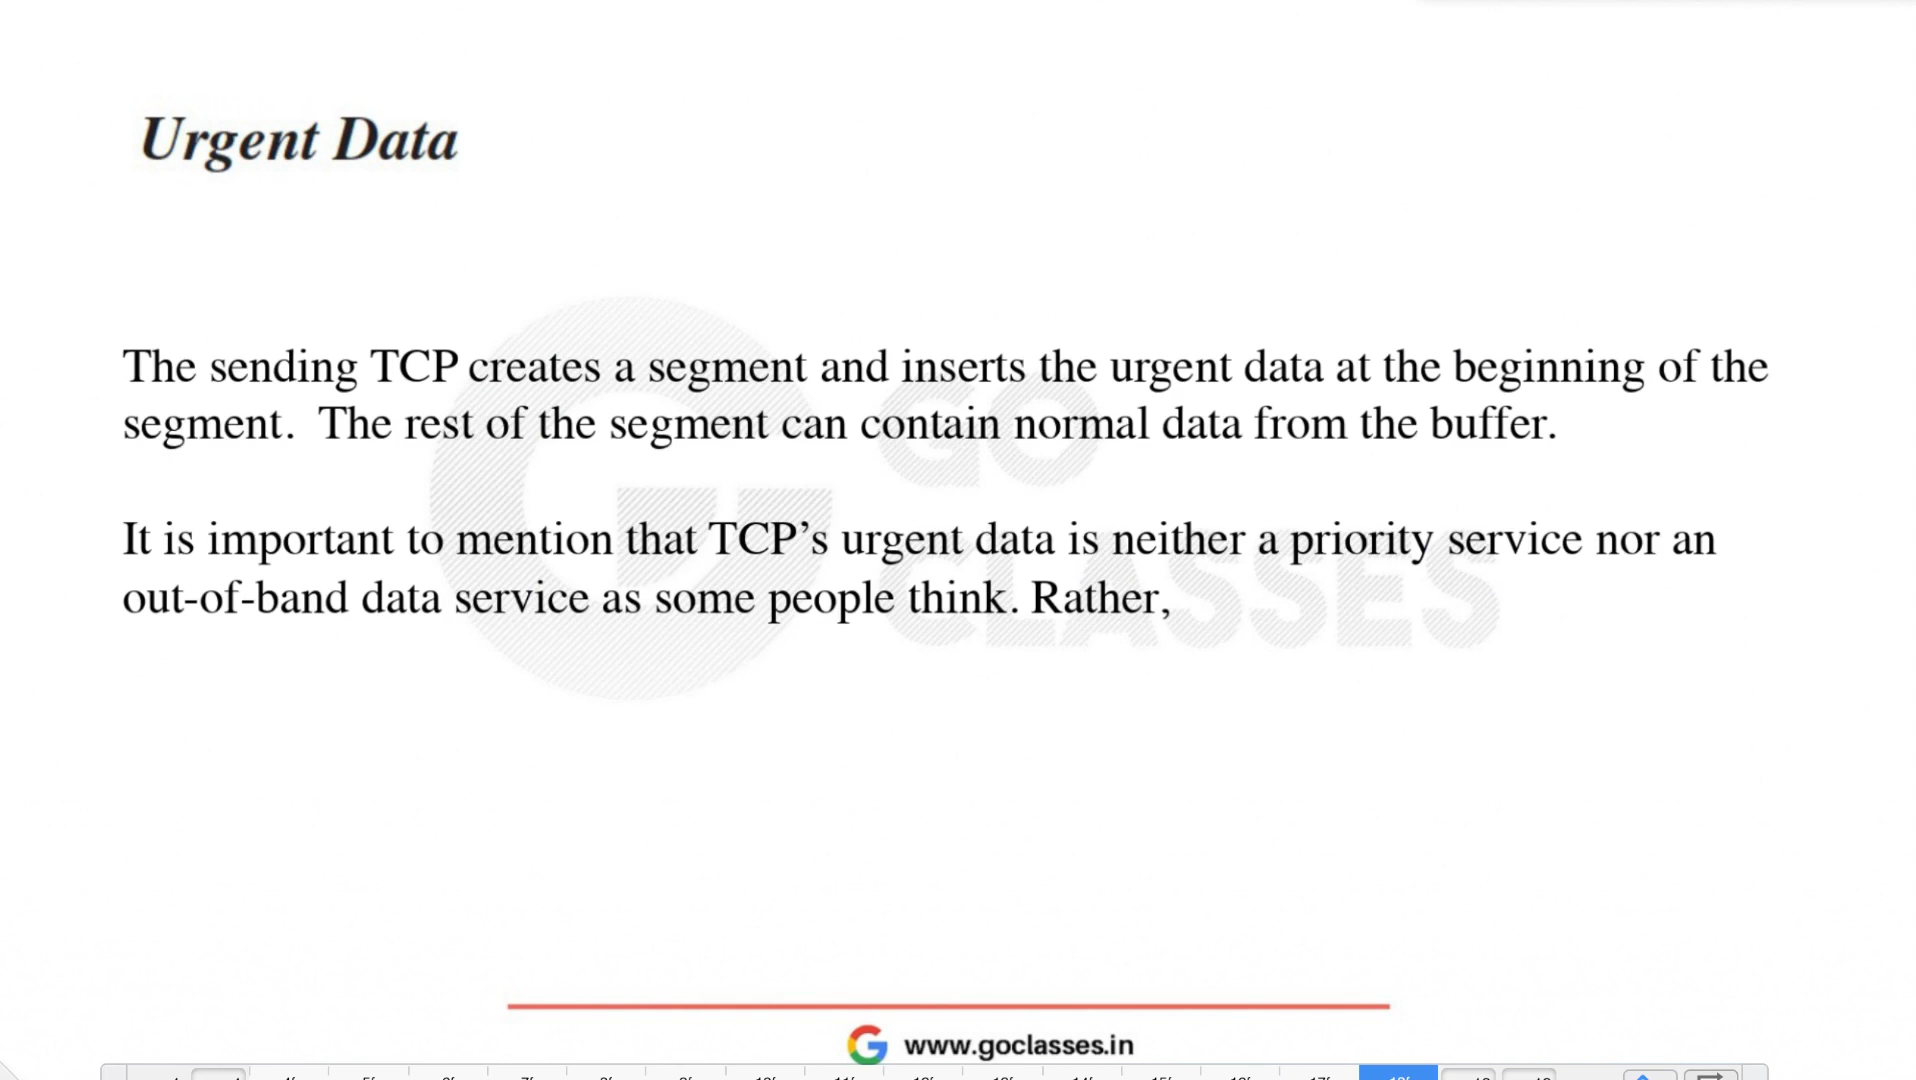 Urgent Data
The sending TCP creates a segment and inserts the urgent data at the beginning of the
segment. The rest of the segment can contain normal data from the buffer.
It is important to mention that TCP’s urgent data is neither a priority service nor an
out-of-band data service as some people think. Rather,
GO
CLASSES
www.goclasses.in